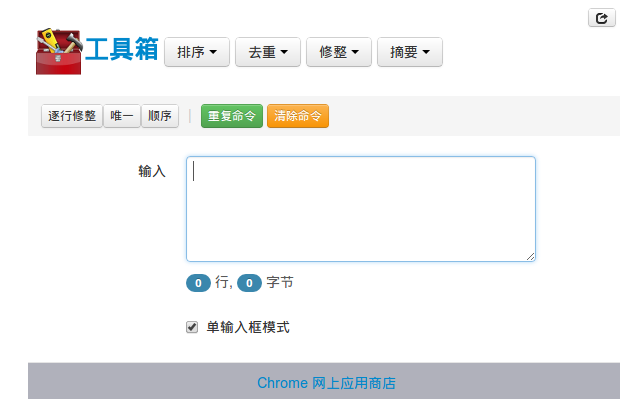 工具箱 排序 去重 修整 摘要
逐行修整 唯一 顺序 重复命令 清除命令
输入
0 行, 0 字节
单输入框模式
Chrome 网上应用商店